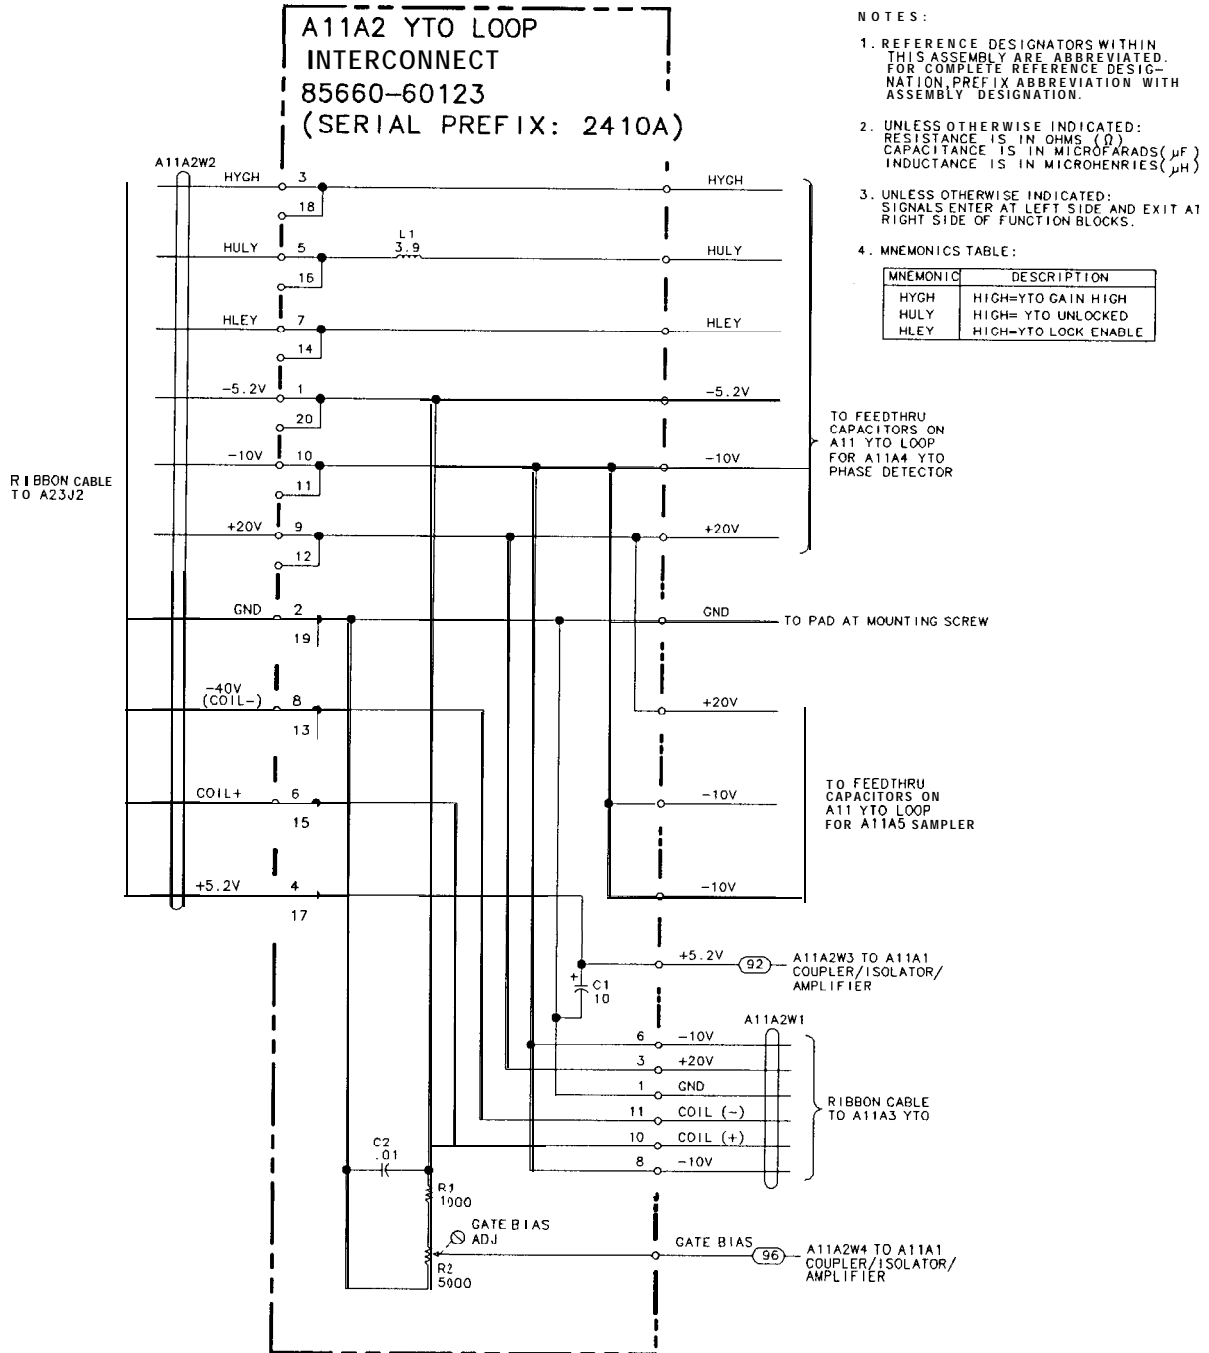 A11A2 YTO LOOP
INTERCONNECT
85660-60123
(SERIAL PREFIX: 2410A)
NOTES:
1. REFERENCE DESIGNATORS WITHIN
THIS ASSEMBLY ARE ABBREVIATED.
FOR COMPLETE REFERENCE DESIG-
NATION, PREFIX ABBREVIATION WITH
ASSEMBLY DESIGNATION.
2. UNLESS OTHERWISE INDICATED:
RESISTANCE IS IN OHMS (Ω)
CAPACITANCE IS IN MICROFARADS(µF)
INDUCTANCE IS IN MICROHENRIES(µH)
3. UNLESS OTHERWISE INDICATED:
SIGNALS ENTER AT LEFT SIDE AND EXIT AT
RIGHT SIDE OF FUNCTION BLOCKS.
4. MNEMONICS TABLE:
MNEMONIC DESCRIPTION
HYGH HIGH=YTO GAIN HIGH
HULY HIGH= YTO UNLOCKED
HLEY HIGH=YTO LOCK ENABLE
A11A2W2
HYGH 3 HYGH
18
HULY 5 L1 HULY
3.9
16
HLEY 7 HLEY
14
-5.2V 1 -5.2V
20
-10V 10 -10V
11
+20V 9 +20V
12
RIBBON CABLE
TO A23J2
TO FEEDTHRU
CAPACITORS ON
A11 YTO LOOP
FOR A11A4 YTO
PHASE DETECTOR
GND 2 GND TO PAD AT MOUNTING SCREW
19
-40V
(COIL-) 8 +20V
13
COIL+ 6 -10V
15
TO FEEDTHRU
CAPACITORS ON
A11 YTO LOOP
FOR A11A5 SAMPLER
+5.2V 4 -10V
17
+5.2V 92 A11A2W3 TO A11A1
COUPLER/ISOLATOR/
AMPLIFIER
+ C1
10
A11A2W1
6 -10V
3 +20V
1 GND
11 COIL (-)
10 COIL (+)
8 -10V
RIBBON CABLE
TO A11A3 YTO
C2
.01
R1
1000
GATE BIAS
ADJ
R2
5000
GATE BIAS 96 A11A2W4 TO A11A1
COUPLER/ISOLATOR/
AMPLIFIER